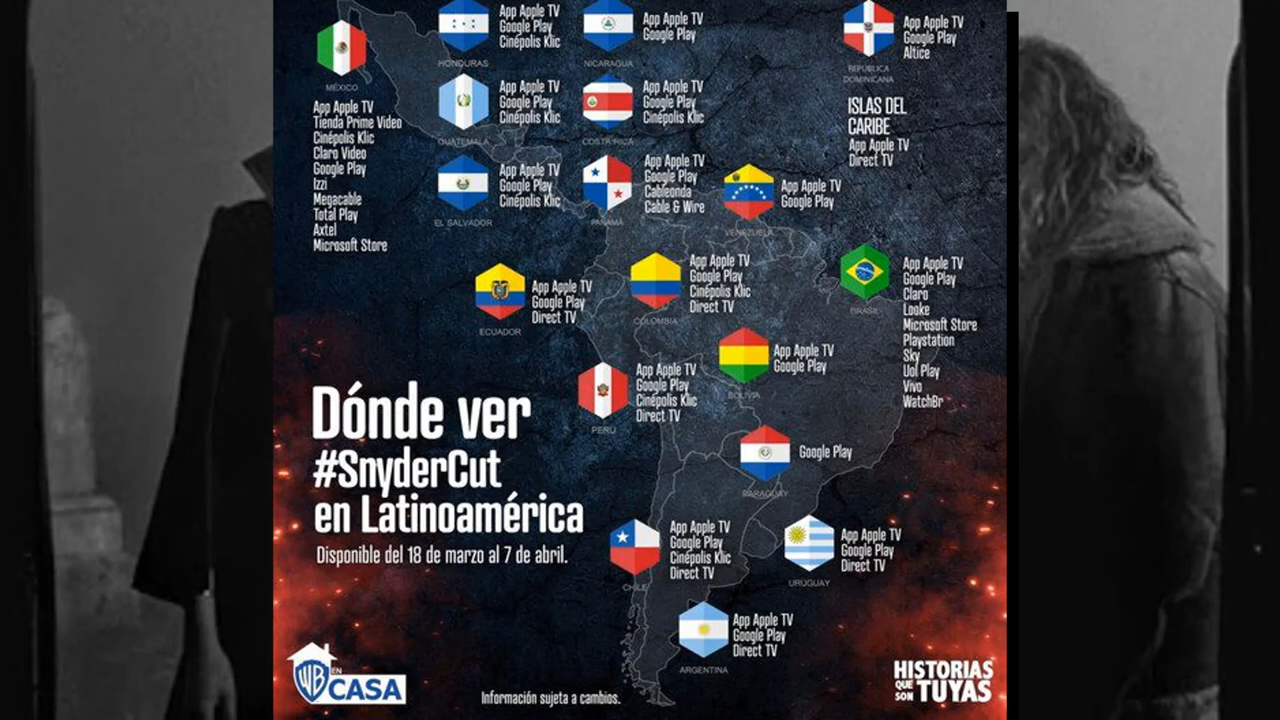 MÉXICO
App Apple TV
Tienda Prime Video
Cinépolis Klic
Claro Video
Google Play
Izzi
Megacable
Total Play
Axtel
Microsoft Store
App Apple TV
Google Play
Cinépolis Klic
HONDURAS
App Apple TV
Google Play
NICARAGUA
App Apple TV
Google Play
Altice
REPÚBLICA
DOMINICANA
App Apple TV
Google Play
Cinépolis Klic
GUATEMALA
App Apple TV
Google Play
Cinépolis Klic
COSTA RICA
ISLAS DEL
CARIBE
App Apple TV
Direct TV
App Apple TV
Google Play
Cinépolis Klic
EL SALVADOR
App Apple TV
Google Play
Cableonda
Cable & Wire
PANAMÁ
App Apple TV
Google Play
VENEZUELA
App Apple TV
Google Play
Direct TV
ECUADOR
App Apple TV
Google Play
Cinépolis Klic
Direct TV
COLOMBIA
App Apple TV
Google Play
Claro
Looke
Microsoft Store
Playstation
Sky
Uol Play
Vivo
WatchBr
BRASIL
App Apple TV
Google Play
BOLIVIA
App Apple TV
Google Play
Cinépolis Klic
Direct TV
PERÚ
Google Play
PARAGUAY
Dónde ver
#SnyderCut
en Latinoamérica
Disponible del 18 de marzo al 7 de abril.
App Apple TV
Google Play
Cinépolis Klic
Direct TV
CHILE
App Apple TV
Google Play
Direct TV
URUGUAY
App Apple TV
Google Play
Direct TV
ARGENTINA
WB EN
CASA
Información sujeta a cambios.
HISTORIAS
QUE SON TUYAS